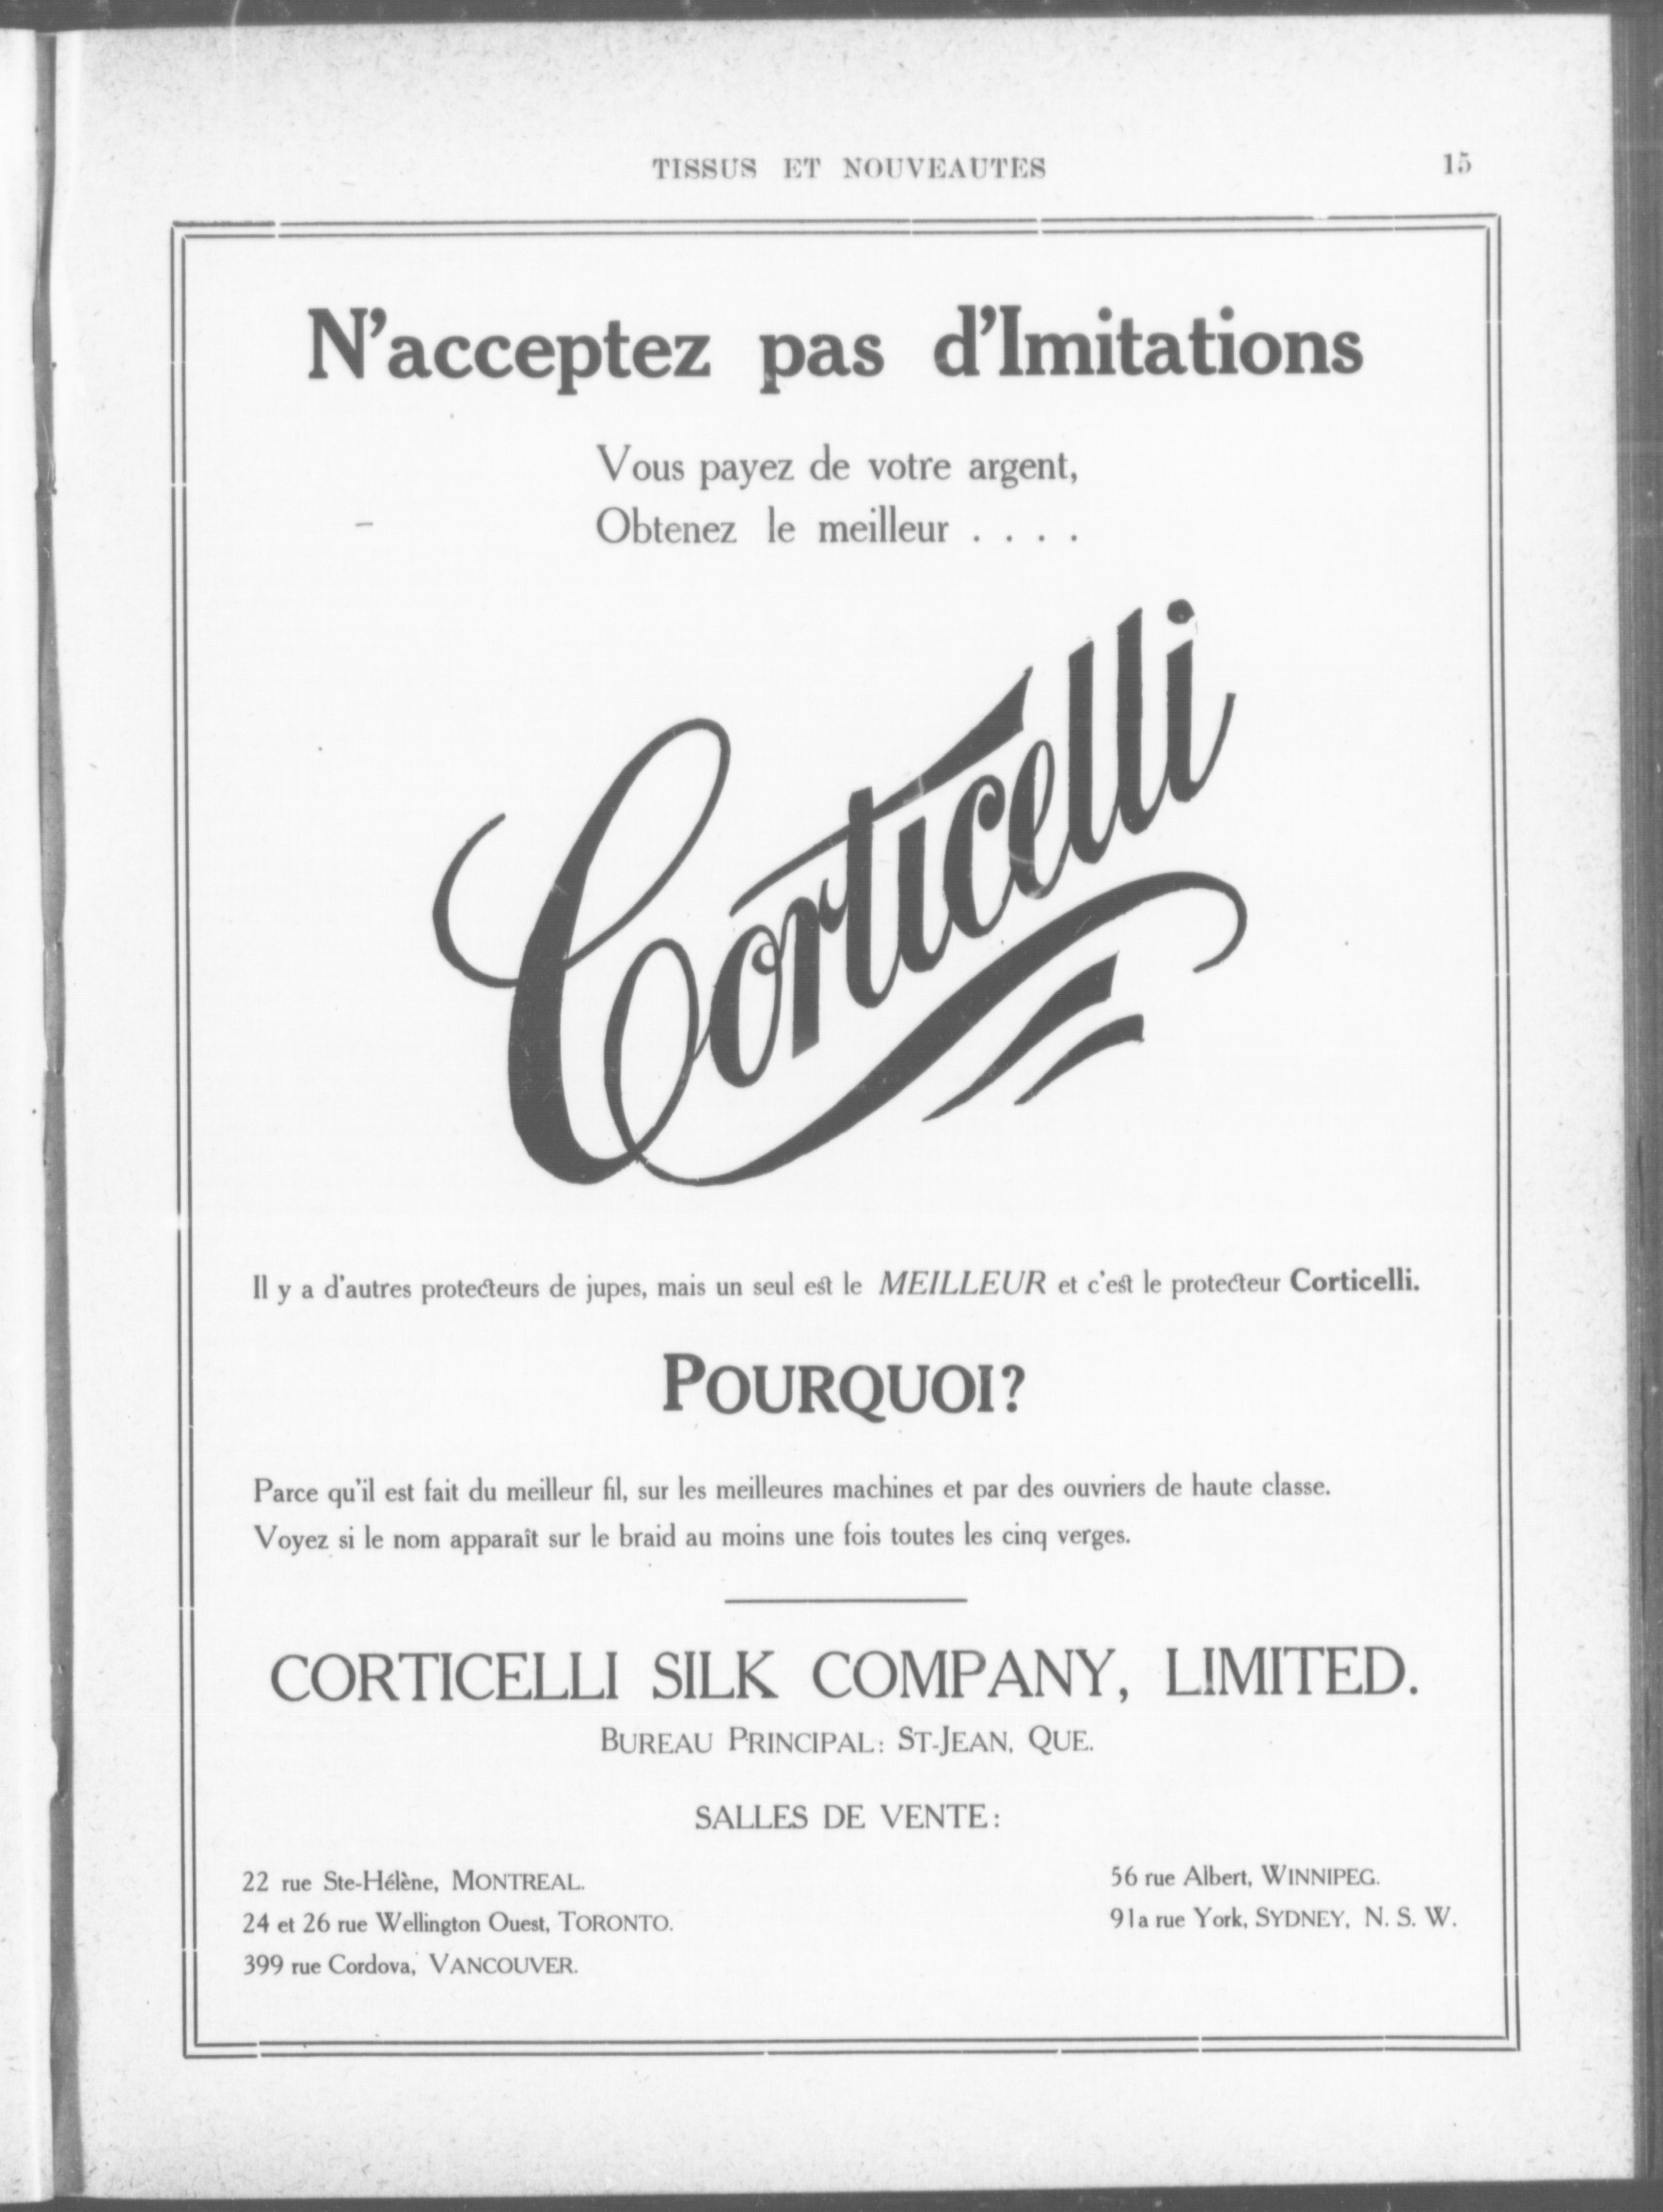 TISSUS ET NOUVEAUTES 15
N'acceptez pas d'Imitations
Vous payez de votre argent,
Obtenez le meilleur . . . .
Corticelli
Il y a d'autres protecteurs de jupes, mais un seul est le MEILLEUR et c'est le protecteur Corticelli.
POURQUOI?
Parce qu'il est fait du meilleur fil, sur les meilleures machines et par des ouvriers de haute classe.
Voyez si le nom apparaît sur le braid au moins une fois toutes les cinq verges.
CORTICELLI SILK COMPANY, LIMITED.
BUREAU PRINCIPAL: ST-JEAN, QUE.
SALLES DE VENTE:
22 rue Ste-Hélène, MONTREAL.
24 et 26 rue Wellington Ouest, TORONTO.
399 rue Cordova, VANCOUVER.
56 rue Albert, WINNIPEG.
91a rue York, SYDNEY, N. S. W.